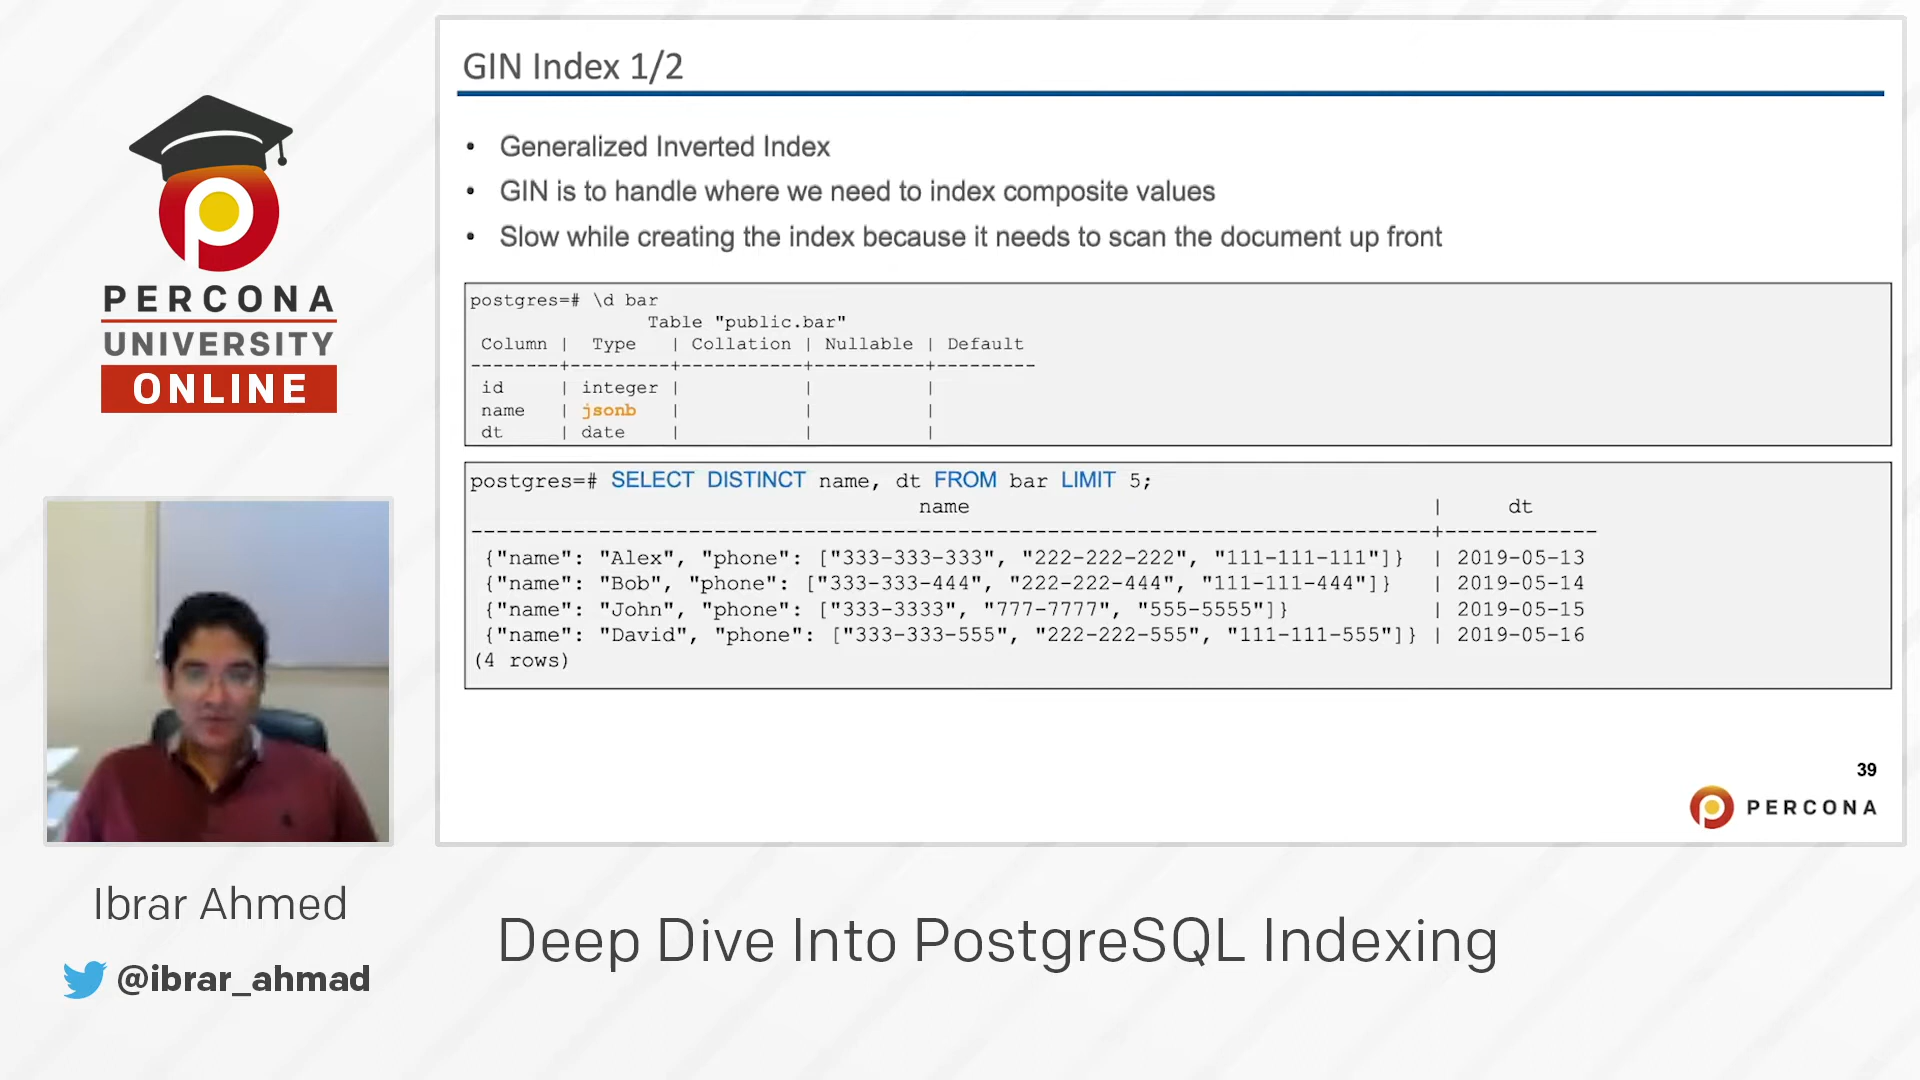 PERCONA
UNIVERSITY
ONLINE
GIN Index 1/2
• Generalized Inverted Index
• GIN is to handle where we need to index composite values
• Slow while creating the index because it needs to scan the document up front
postgres=# \d bar
Table "public.bar"
Column | Type | Collation | Nullable | Default
--------+---------+-----------+----------+---------
id | integer | | |
name | jsonb | | |
dt | date | | |
postgres=# SELECT DISTINCT name, dt FROM bar LIMIT 5;
name | dt
---------------------------------------------------------------------------+------------
{"name": "Alex", "phone": ["333-333-333", "222-222-222", "111-111-111"]} | 2019-05-13
{"name": "Bob", "phone": ["333-333-444", "222-222-444", "111-111-444"]} | 2019-05-14
{"name": "John", "phone": ["333-3333", "777-7777", "555-5555"]} | 2019-05-15
{"name": "David", "phone": ["333-333-555", "222-222-555", "111-111-555"]} | 2019-05-16
(4 rows)
39
PERCONA
Ibrar Ahmed
@ibrar_ahmad
Deep Dive Into PostgreSQL Indexing